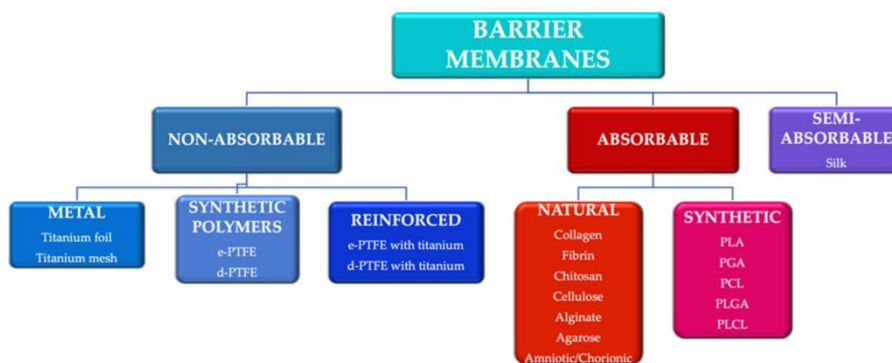 BARRIER
MEMBRANES
NON-ABSORBABLE
ABSORBABLE
SEMI-
ABSORBABLE
Silk
METAL
Titanium foil
Titanium mesh
SYNTHETIC
POLYMERS
e-PTFE
d-PTFE
REINFORCED
e-PTFE with titanium
d-PTFE with titanium
NATURAL
Collagen
Fibrin
Chitosan
Cellulose
Alginate
Agarose
Amniotic/Chorionic
SYNTHETIC
PLA
PGA
PCL
PLGA
PLCL